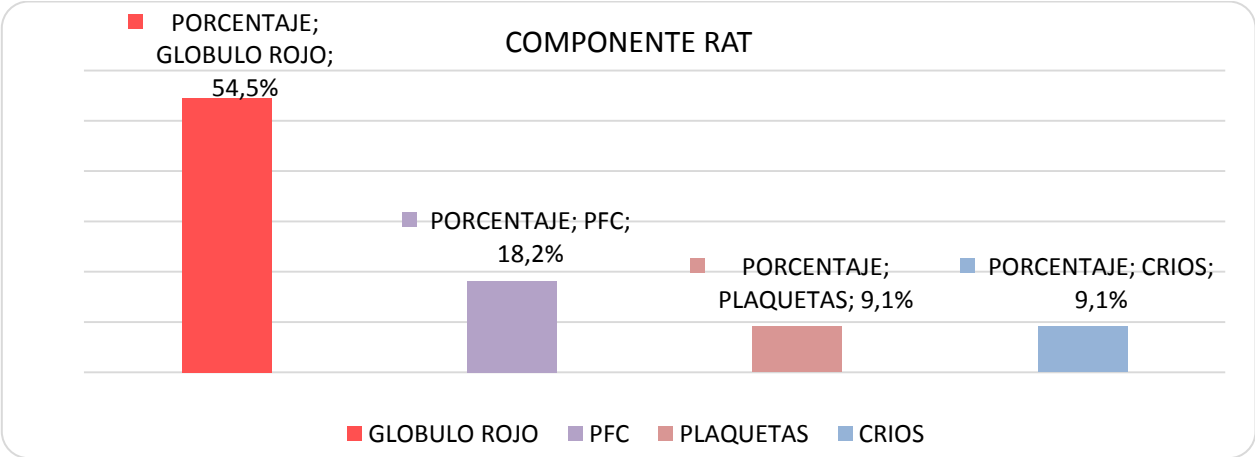 COMPONENTE RAT
PORCENTAJE;
GLOBULO ROJO;
54,5%
PORCENTAJE; PFC;
18,2%
PORCENTAJE;
PLAQUETAS; 9,1%
PORCENTAJE; CRIOS;
9,1%
GLOBULO ROJO PFC PLAQUETAS CRIOS